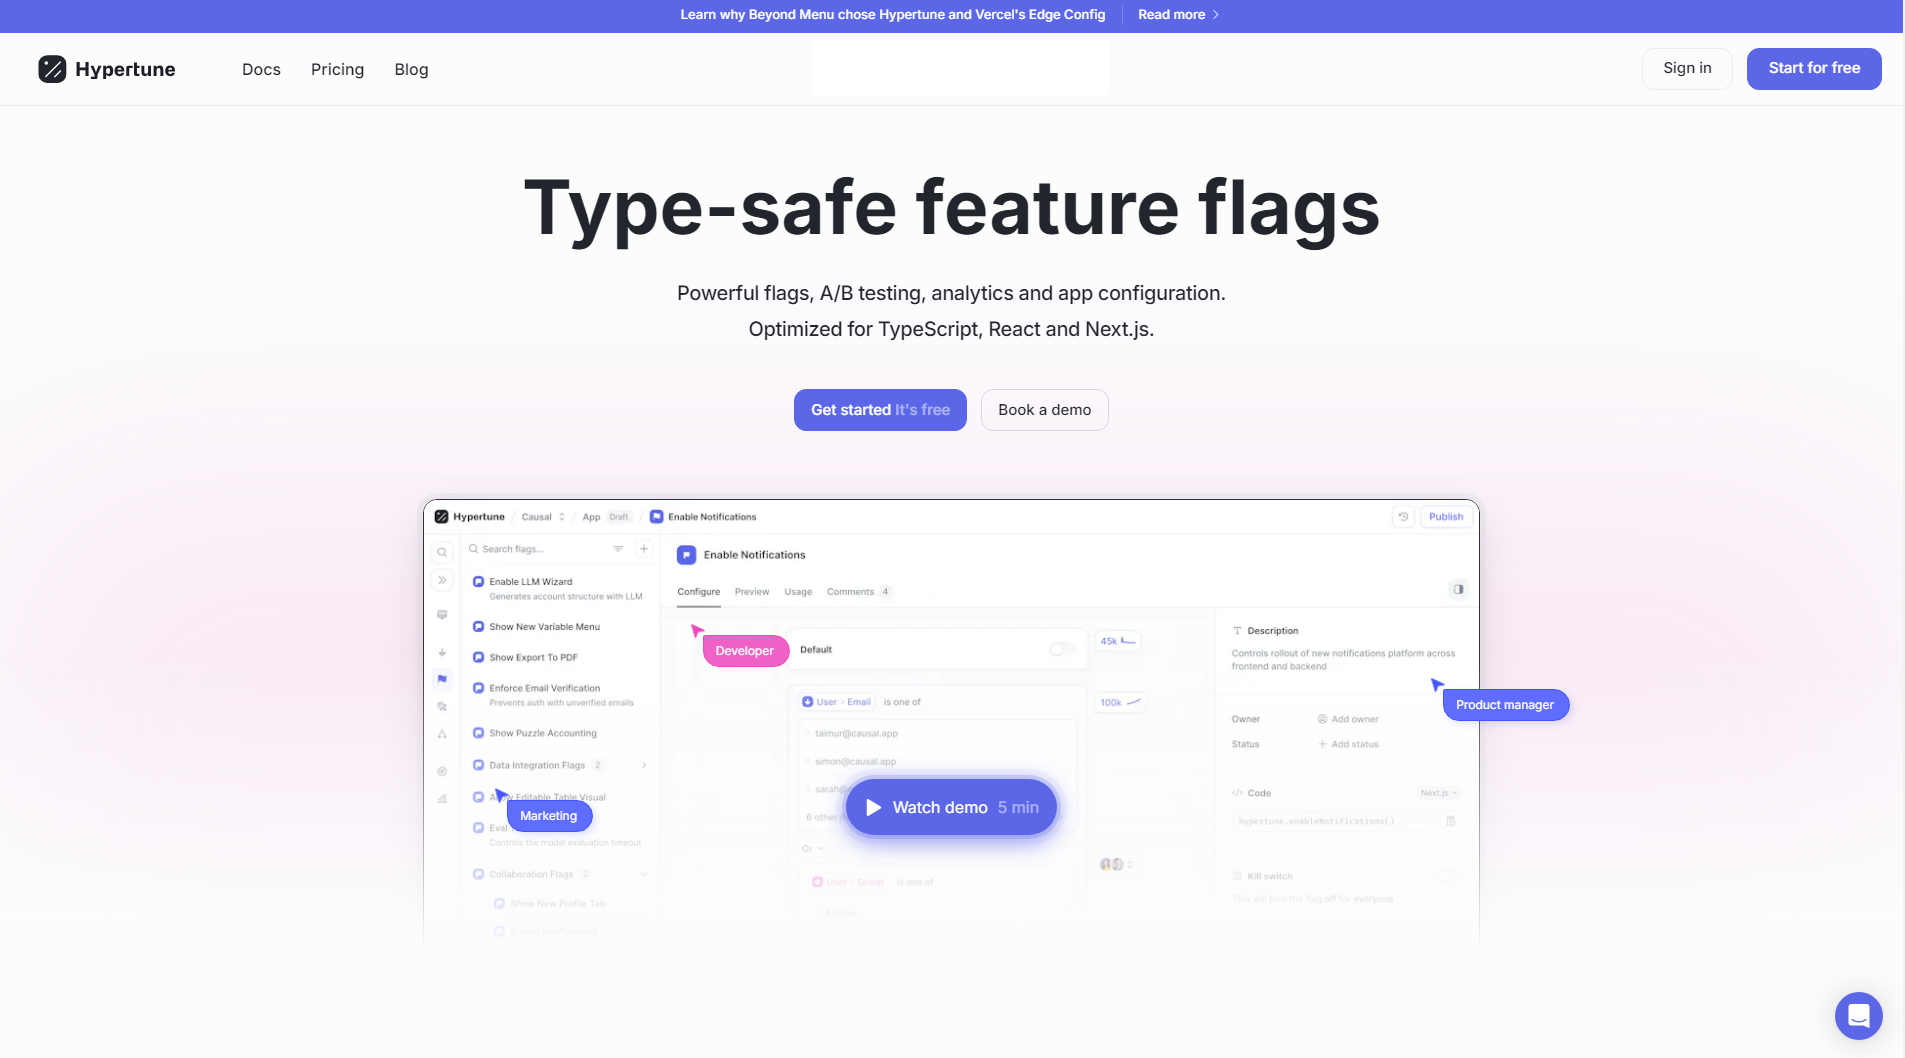 Learn why Beyond Menu chose Hypertune and Vercel's Edge Config Read more
Hypertune Docs Pricing Blog Sign in Start for free
Type-safe feature flags
Powerful flags, A/B testing, analytics and app configuration.
Optimized for TypeScript, React and Next.js.
Get started It's free Book a demo
Hypertune / Causal / App Draft / Enable Notifications Publish
Search flags...
Enable LLM Wizard
Generates account structure with LLM
Show New Variable Menu
Show Export To PDF
Enforce Email Verification
Prevents auth with unverified emails
Show Puzzle Accounting
Data Integration Flags 2
Editable Table Visual
Marketing
Eval
Controls the model evaluation timeout
Collaboration Flags 2
Show New Profile Tab
Enable Notifications
Enable Notifications
Configure Preview Usage Comments 4
Developer
Default
45k
User Email is one of
100k
taimur@causal.app
simon@causal.app
6 other
Watch demo 5 min
Or
2
User Group is one of
Admins
Description
Controls rollout of new notifications platform across
frontend and backend
Product manager
Owner Add owner
Status Add status
</> Code Next.js
hypertune.enableNotifications()
Kill switch
This will turn the flag off for everyone